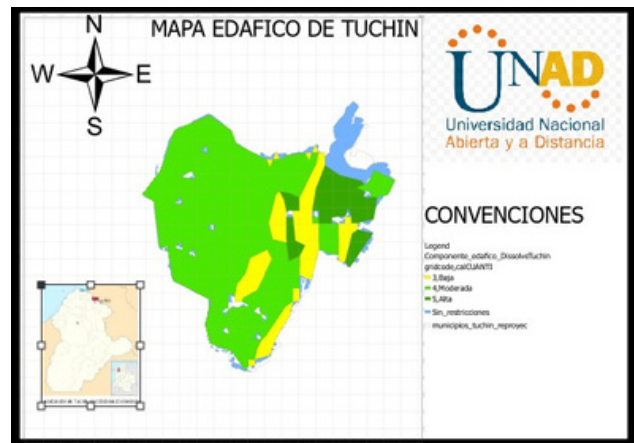 MAPA EDAFICO DE TUCHIN
N
W
E
S
UNAD
Universidad Nacional
Abierta y a Distancia
CONVENCIONES
Legend
Componente_edafico_DissolvdTuchin
gridcode,calCUANTI
3,Baja
4,Moderada
5,Alta
Sin_restricciones
municipios_tuchin_reproyec